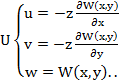 U { u = −z ∂W(x,y)/∂x
v = −z ∂W(x,y)/∂y
w = W(x,y)..